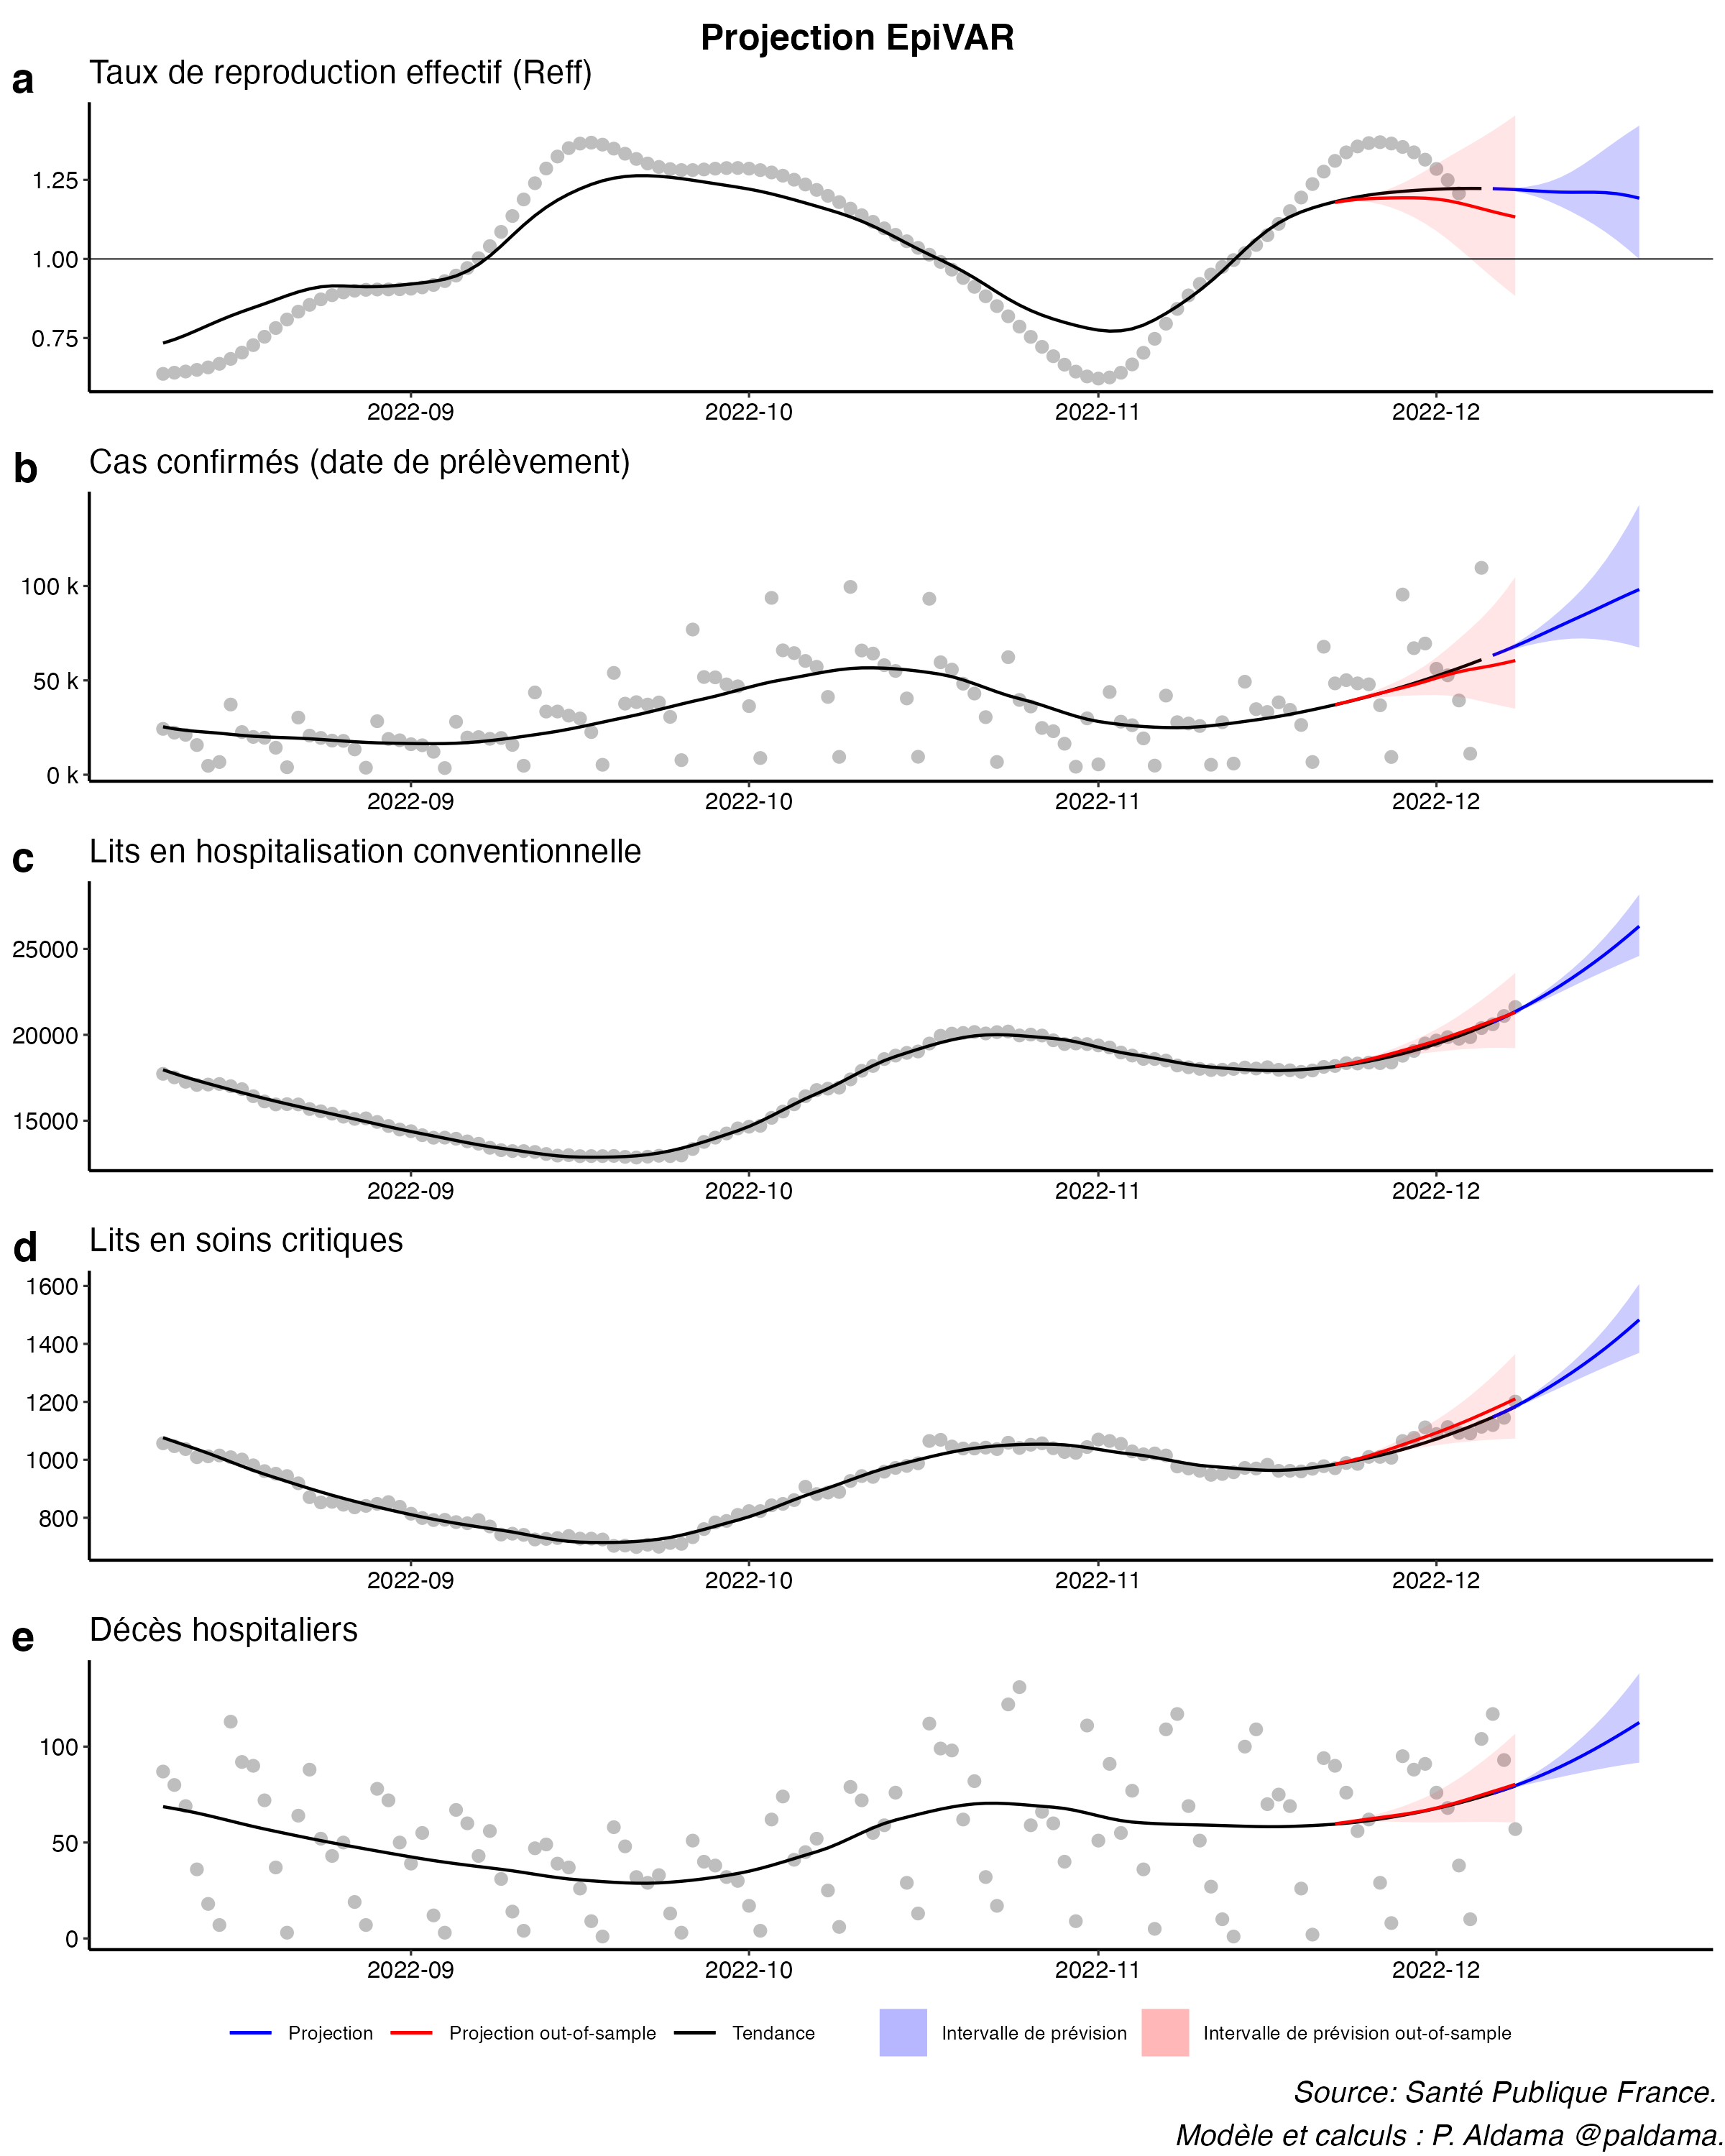 Projection EpiVAR
a
Taux de reproduction effectif (Reff)
1.25
1.00
0.75
2022-09 2022-10 2022-11 2022-12
b
Cas confirmés (date de prélèvement)
100 k
50 k
0 k
2022-09 2022-10 2022-11 2022-12
c
Lits en hospitalisation conventionnelle
25000
20000
15000
2022-09 2022-10 2022-11 2022-12
d
Lits en soins critiques
1600
1400
1200
1000
800
2022-09 2022-10 2022-11 2022-12
e
Décès hospitaliers
100
50
0
2022-09 2022-10 2022-11 2022-12
Projection Projection out-of-sample Tendance Intervalle de prévision Intervalle de prévision out-of-sample
Source: Santé Publique France.
Modèle et calculs : P. Aldama @paldama.